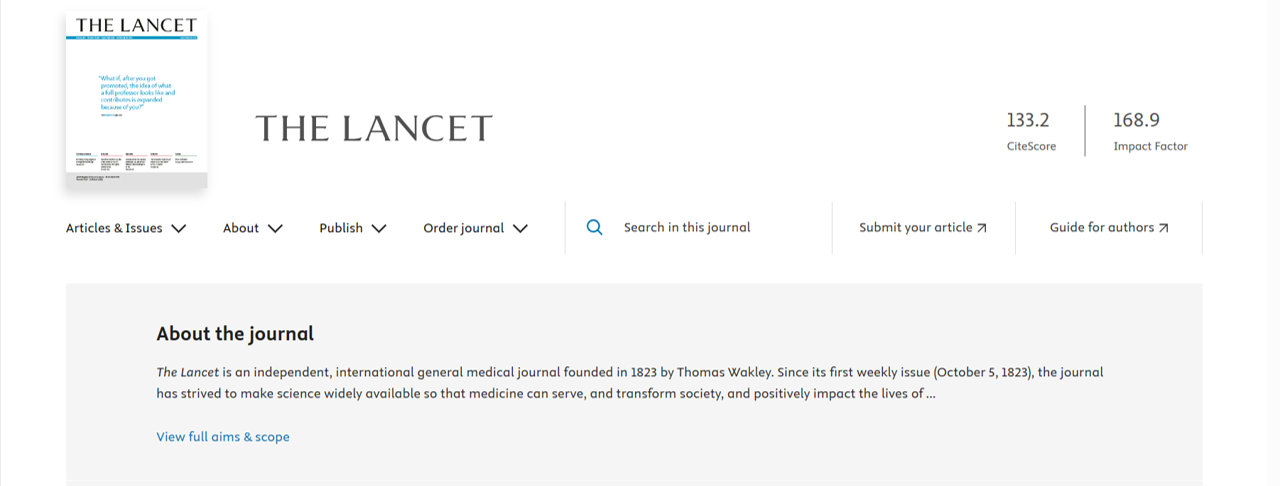 THE LANCET
"What if, after you got
promoted, the idea of what
a full professor looks like and
contributes is expanded
because of you?"
THE LANCET
133.2
CiteScore
168.9
Impact Factor
Articles & Issues
About
Publish
Order journal
Search in this journal
Submit your article
Guide for authors
About the journal
The Lancet is an independent, international general medical journal founded in 1823 by Thomas Wakley. Since its first weekly issue (October 5, 1823), the journal
has strived to make science widely available so that medicine can serve, and transform society, and positively impact the lives of ...
View full aims & scope